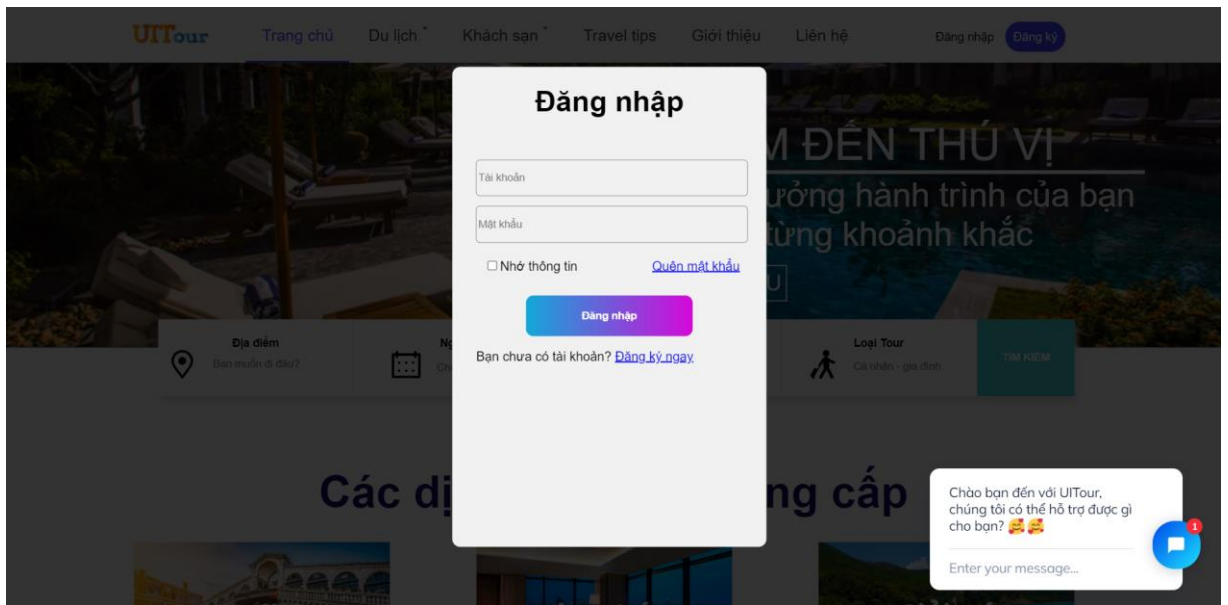 UITour
Trang chủ
Du lịch ˇ
Khách sạn ˇ
Travel tips
Giới thiệu
Liên hệ
Đăng nhập
Đăng ký
ĐẾN THÚ VỊ
hành trình của bạn
khoảnh khắc
Đăng nhập
Tài khoản
Mật khẩu
Nhớ thông tin
Quên mật khẩu
Đăng nhập
Bạn chưa có tài khoản? Đăng ký ngay
Địa điểm
Bạn muốn đi đâu?
Loại Tour
Cá nhân - gia đình
TÌM KIẾM
Các
cấp
Chào bạn đến với UITour,
chúng tôi có thể hỗ trợ được gì
cho bạn? 🥰🥰
1
Enter your message...